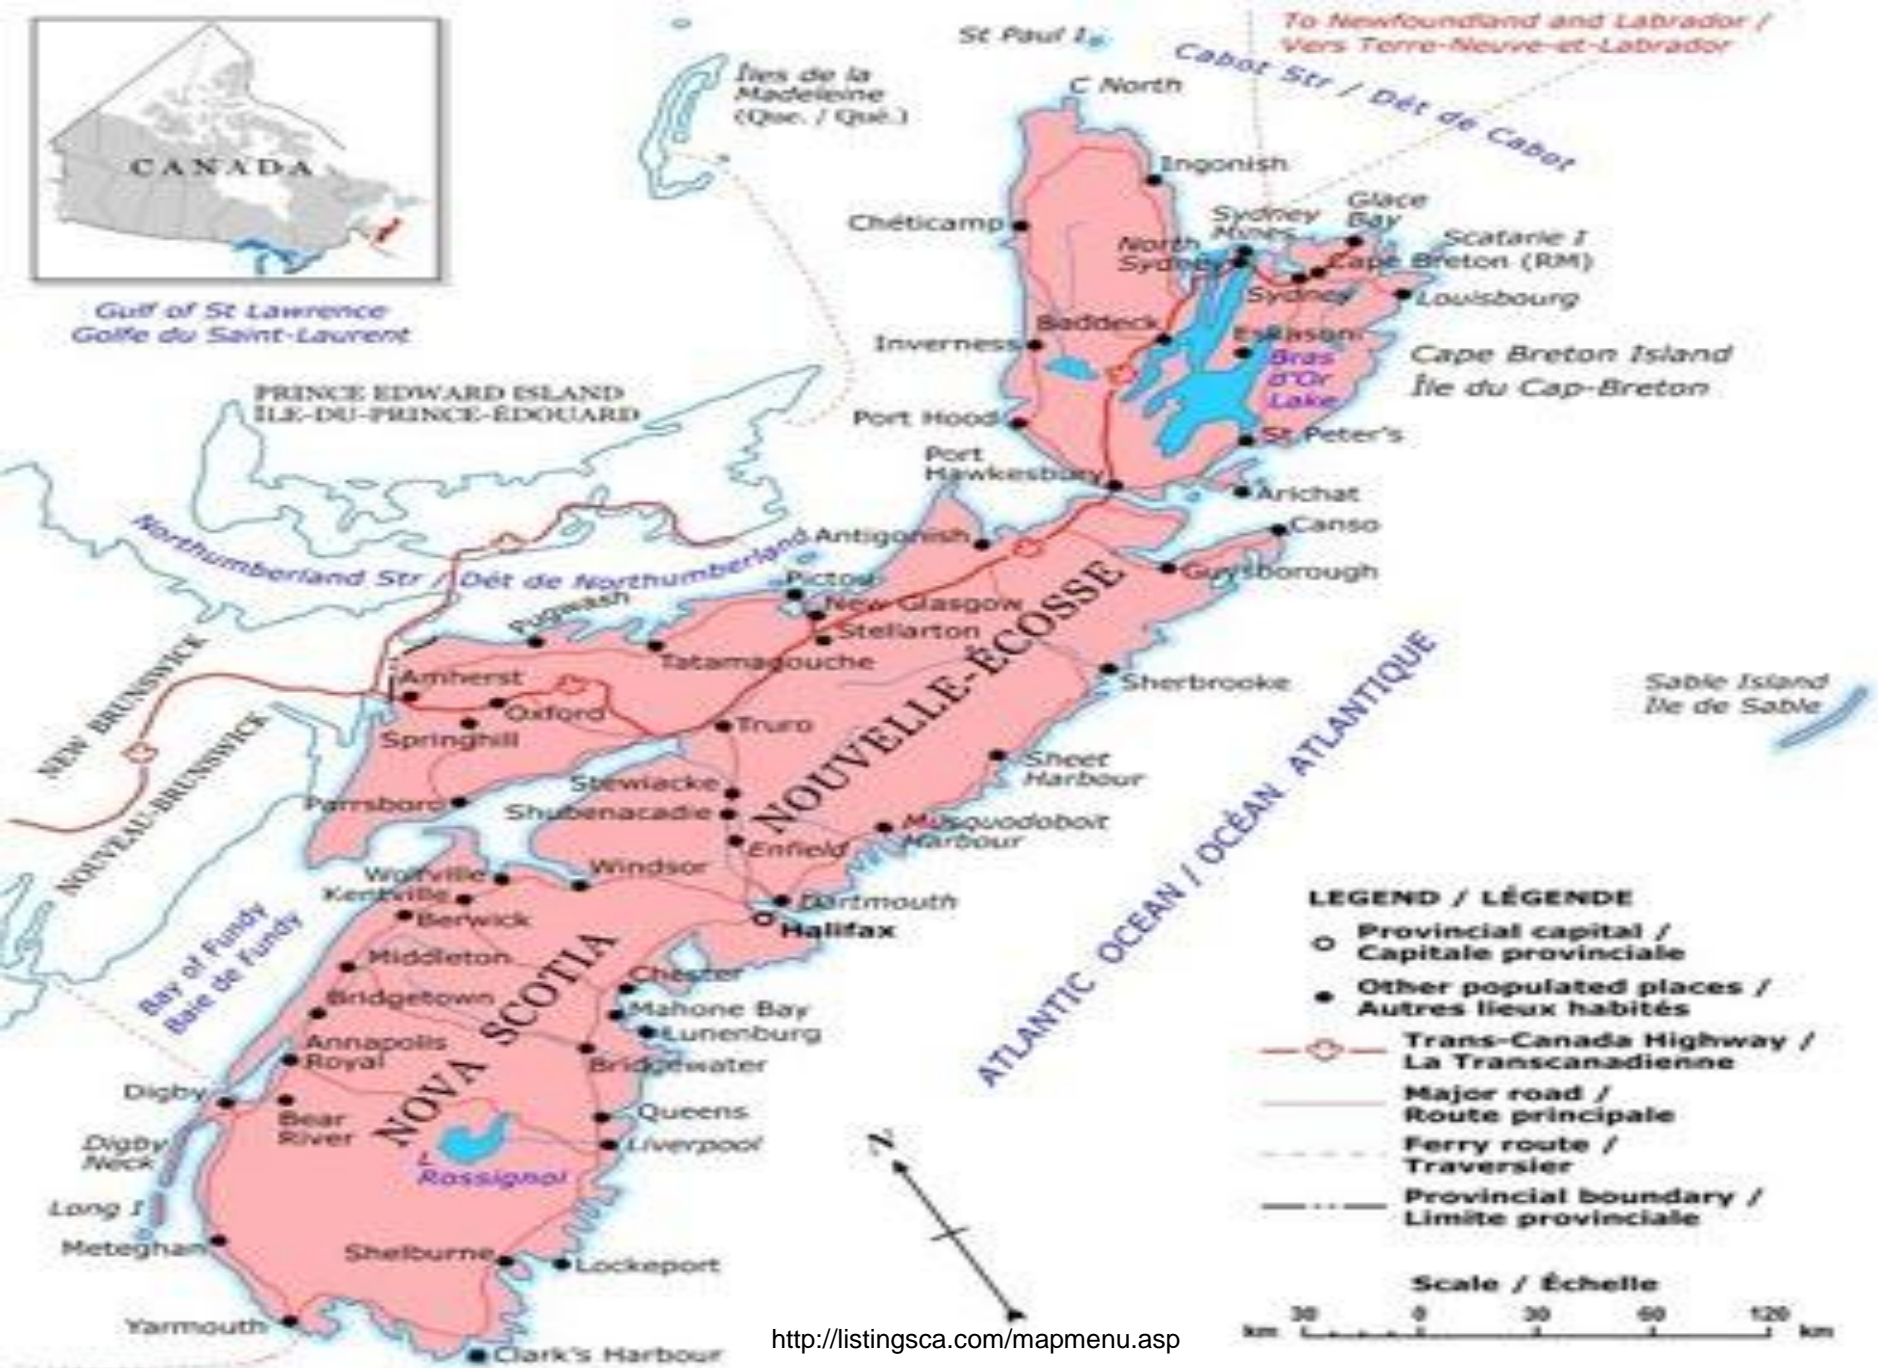 CANADA
Gulf of St Lawrence
Golfe du Saint-Laurent
Îles de la
Madeleine
(Que. / Qué.)
St Paul I
C North
Cabot Str / Dét de Cabot
To Newfoundland and Labrador /
Vers Terre-Neuve-et-Labrador
Ingonish
Chéticamp
Sydney
Mines
Glace
Bay
North
Sydney
Scatarie I
Cape Breton (RM)
Sydney
Louisbourg
Baddeck
Eskasoni
Inverness
Bras
d'Or
Lake
Cape Breton Island
Île du Cap-Breton
Port Hood
St Peter's
Port
Hawkesbury
Arichat
Canso
PRINCE EDWARD ISLAND
ÎLE-DU-PRINCE-ÉDOUARD
Northumberland Str / Dét de Northumberland
Antigonish
Guysborough
Pictou
New Glasgow
Pugwash
Stellarton
Tatamagouche
NEW BRUNSWICK
NOUVEAU-BRUNSWICK
Amherst
Oxford
Springhill
Truro
NOUVELLE-ÉCOSSE
Sherbrooke
Sable Island
Île de Sable
Parrsboro
Stewiacke
Shubenacadie
Enfield
Sheet
Harbour
Musquodoboit
Harbour
ATLANTIC OCEAN / OCÉAN ATLANTIQUE
Wolfville
Windsor
Kentville
Berwick
Dartmouth
Halifax
Bay of Fundy
Baie de Fundy
Middleton
Chester
Bridgetown
Mahone Bay
Lunenburg
NOVA SCOTIA
Annapolis
Royal
Bridgewater
Digby
Bear
River
Queens
Liverpool
Digby
Neck
L
Rossignol
Long I
Meteghan
Shelburne
Lockeport
Yarmouth
Clark's Harbour
N
LEGEND / LÉGENDE
Provincial capital /
Capitale provinciale
Other populated places /
Autres lieux habités
Trans-Canada Highway /
La Transcanadienne
Major road /
Route principale
Ferry route /
Traversier
Provincial boundary /
Limite provinciale
Scale / Échelle
km 30 0 30 60 120 km
http://listingsca.com/mapmenu.asp